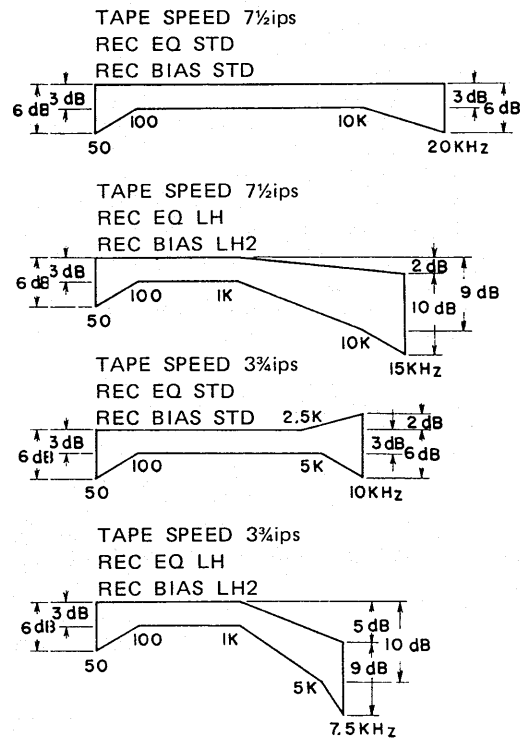 TAPE SPEED 7½ips
REC EQ STD
REC BIAS STD
6 dB 3 dB 3 dB 6 dB
100 10K
50 20KHz
TAPE SPEED 7½ips
REC EQ LH
REC BIAS LH2
6 dB 3 dB 2 dB 9 dB
100 1K 10 dB
50 10K
15KHz
TAPE SPEED 3¾ips
REC EQ STD
REC BIAS STD 2.5K
2 dB
6 dB 3 dB 3 dB 6 dB
100 5K
50 10KHz
TAPE SPEED 3¾ips
REC EQ LH
REC BIAS LH2
6 dB 3 dB 5 dB 10 dB
100 1K
50 9 dB
5K
7.5KHz